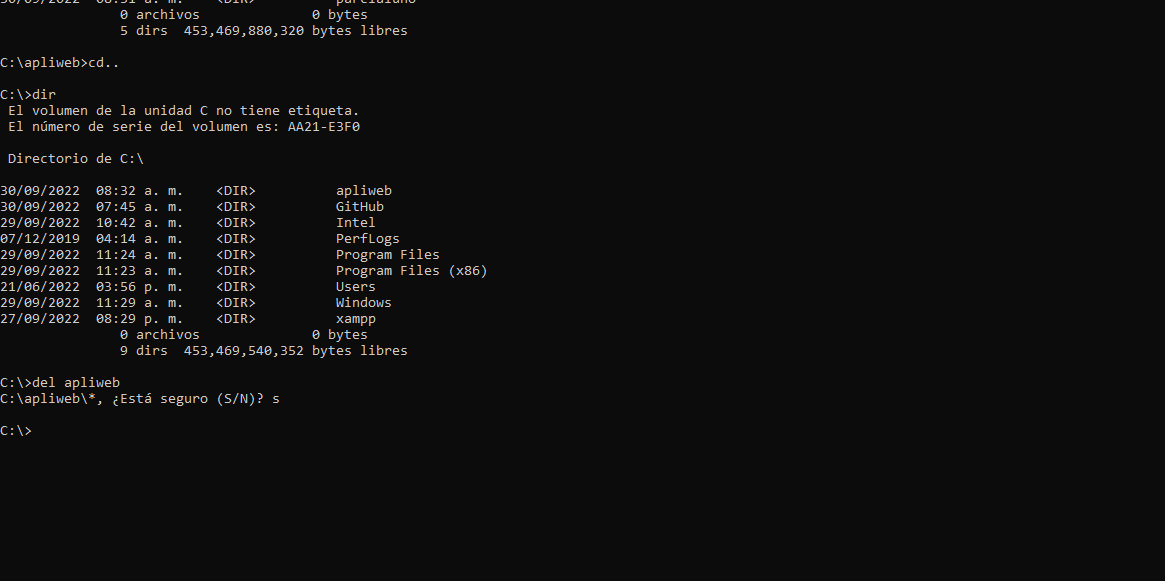 0 archivos 0 bytes
5 dirs 453,469,880,320 bytes libres
C:\apliweb>cd..
C:\>dir
El volumen de la unidad C no tiene etiqueta.
El número de serie del volumen es: AA21-E3F0
Directorio de C:\
30/09/2022 08:32 a. m. <DIR> apliweb
30/09/2022 07:45 a. m. <DIR> GitHub
29/09/2022 10:42 a. m. <DIR> Intel
07/12/2019 04:14 a. m. <DIR> PerfLogs
29/09/2022 11:24 a. m. <DIR> Program Files
29/09/2022 11:23 a. m. <DIR> Program Files (x86)
21/06/2022 03:56 p. m. <DIR> Users
29/09/2022 11:29 a. m. <DIR> Windows
27/09/2022 08:29 p. m. <DIR> xampp
0 archivos 0 bytes
9 dirs 453,469,540,352 bytes libres
C:\>del apliweb
C:\apliweb\*, ¿Está seguro (S/N)? s
C:\>